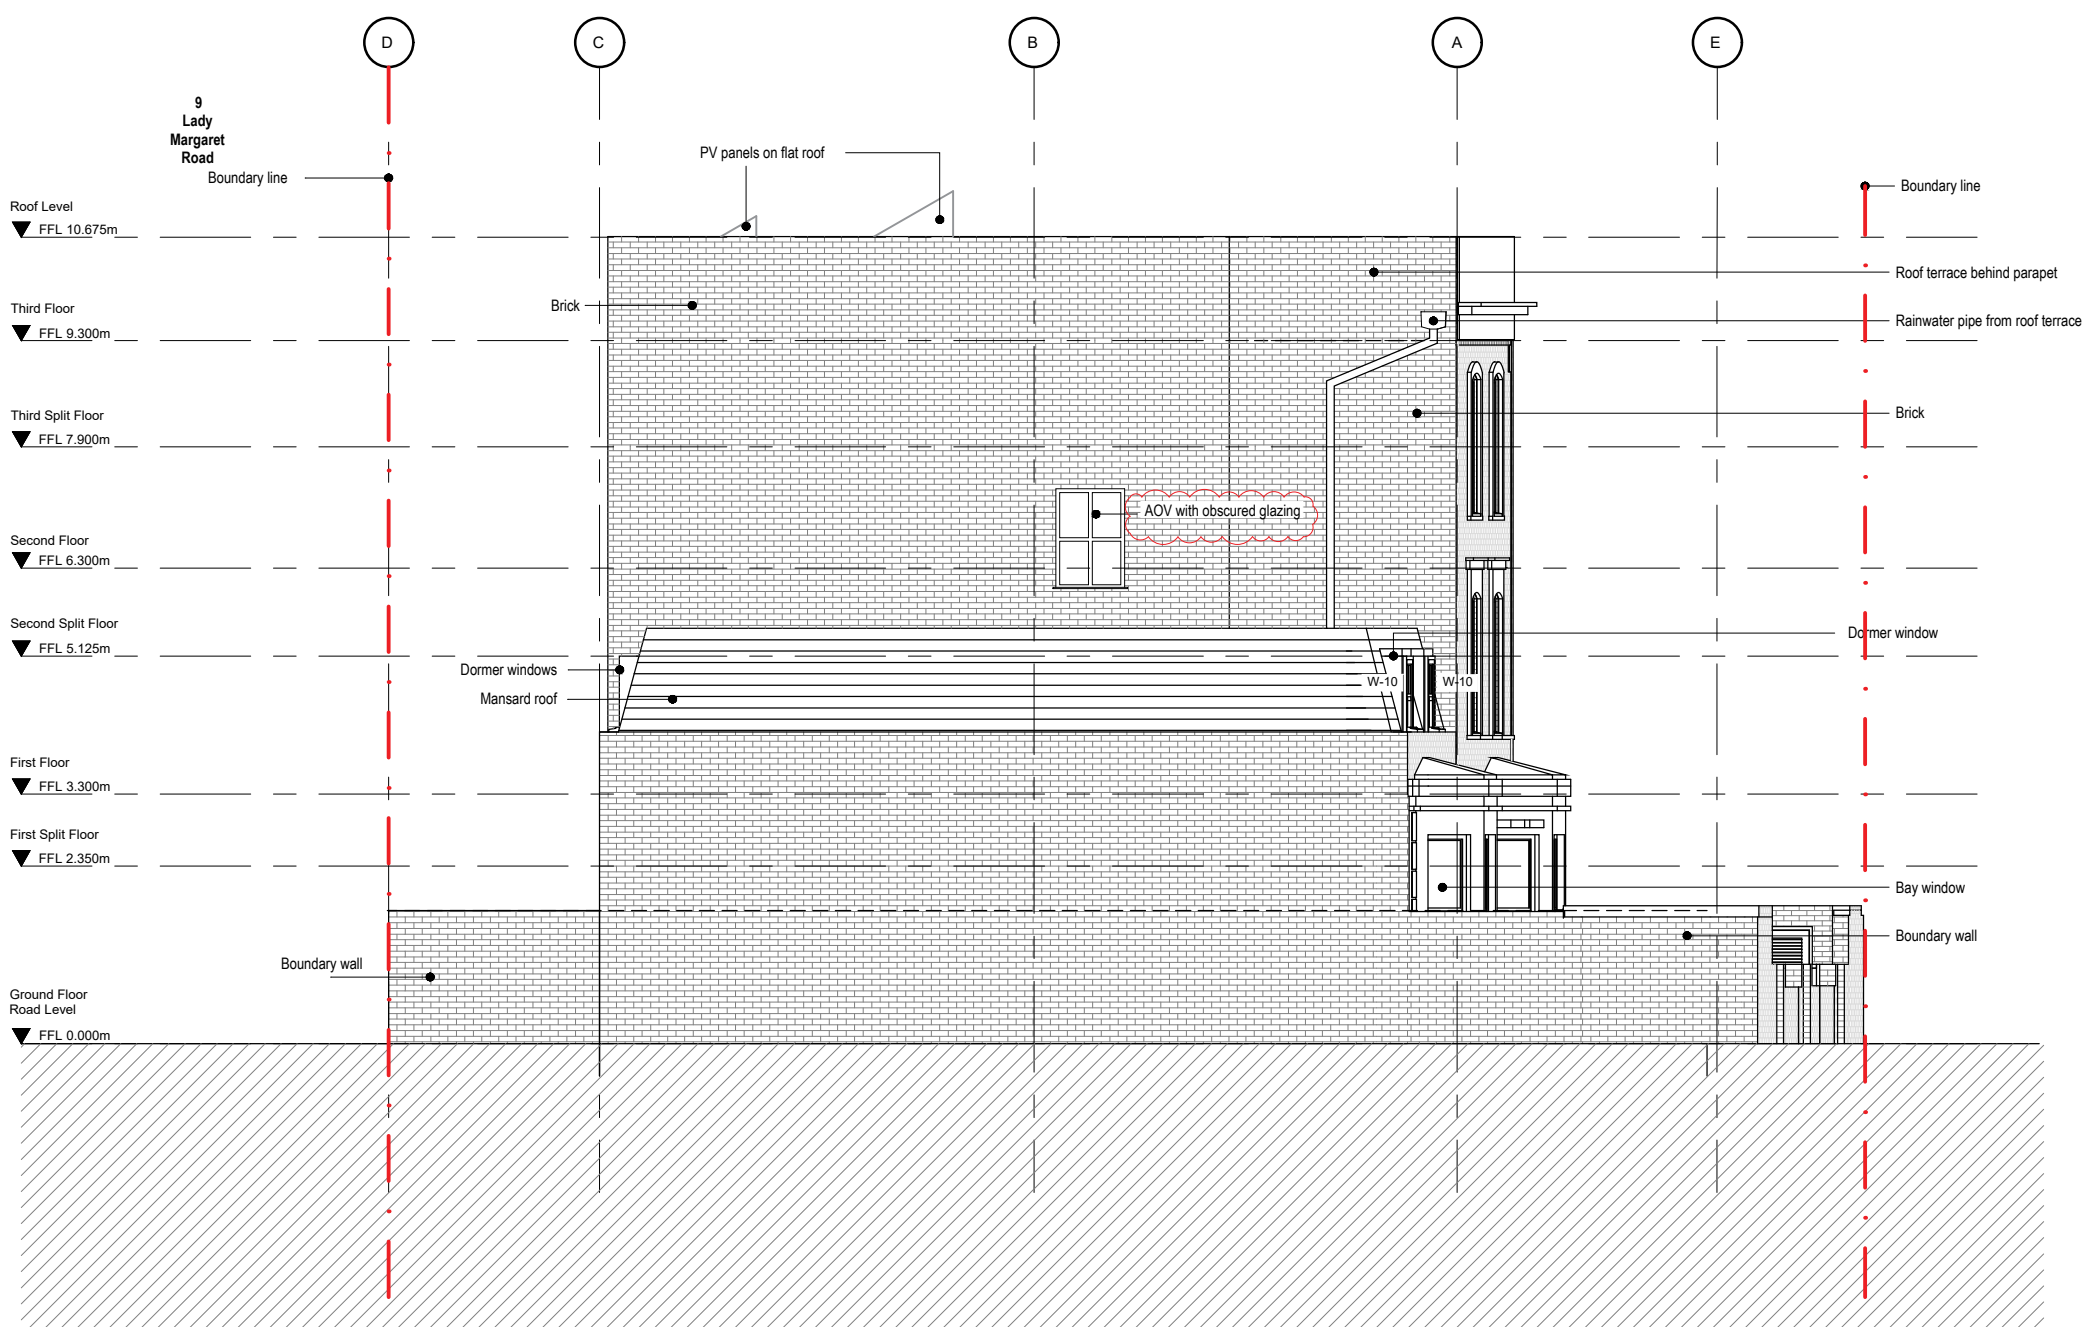 D
C
B
A
E
9
Lady
Margaret
Road
Boundary line
PV panels on flat roof
Boundary line
Roof Level
FFL 10.675m
Roof terrace behind parapet
Third Floor
FFL 9.300m
Brick
Rainwater pipe from roof terrace
Third Split Floor
FFL 7.900m
Brick
AOV with obscured glazing
Second Floor
FFL 6.300m
Second Split Floor
FFL 5.125m
Dormer window
Dormer windows
Mansard roof
W-10
W-10
First Floor
FFL 3.300m
First Split Floor
FFL 2.350m
Bay window
Boundary wall
Boundary wall
Ground Floor
Road Level
FFL 0.000m